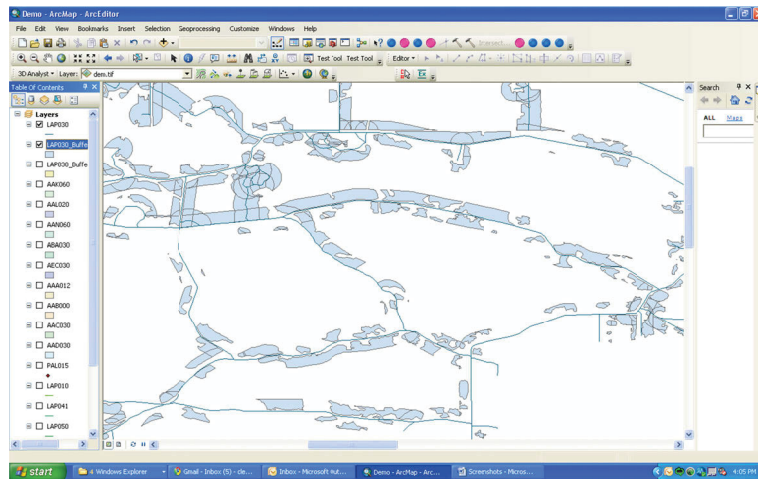 Demo - ArcMap - ArcEditor
File Edit View Bookmarks Insert Selection Geoprocessing Customize Windows Help
Test Tool Editor
3D Analyst Layer: dem.tif
Table Of Contents
Search
Layers
ALL Maps
LAP030
LAP030_Buffe
LAP030_Buffe
AAK060
AAL020
AAN060
ABA030
AEC030
AAA012
AAB000
AAC030
AAD030
PAL015
LAP010
LAP041
LAP050
start
4 Windows Explorer
Gmail - Inbox (5) - cle...
Inbox - Microsoft Out...
Demo - ArcMap - Arc...
Screenshots - Micros...
4:05 PM